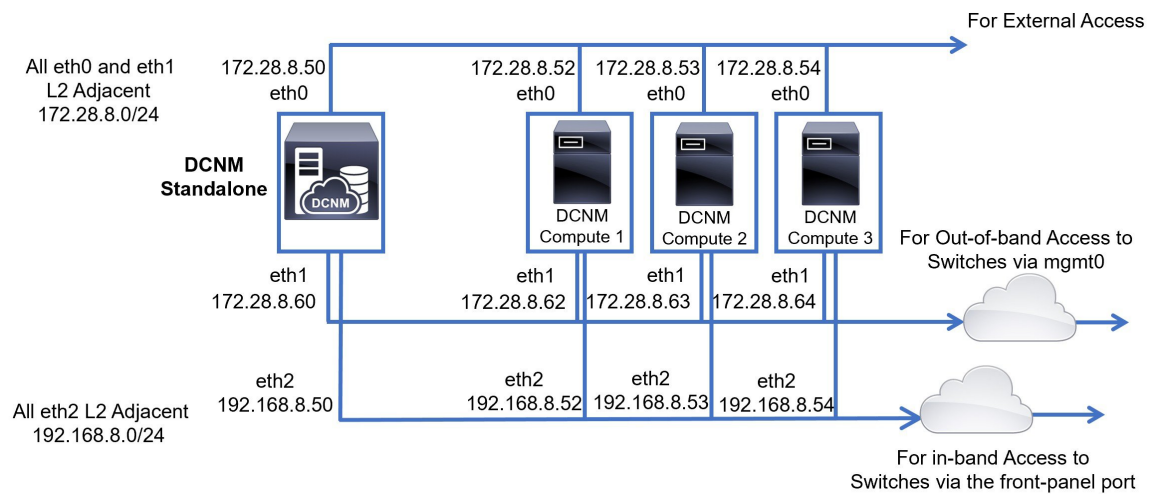 For External Access
All eth0 and eth1
L2 Adjacent
172.28.8.0/24
172.28.8.50
eth0
172.28.8.52
eth0
172.28.8.53
eth0
172.28.8.54
eth0
DCNM
Standalone
DCNM
DCNM
Compute 1
DCNM
Compute 2
DCNM
Compute 3
For Out-of-band Access to
Switches via mgmt0
eth1
172.28.8.60
eth1
172.28.8.62
eth1
172.28.8.63
eth1
172.28.8.64
All eth2 L2 Adjacent
192.168.8.0/24
eth2
192.168.8.50
eth2
192.168.8.52
eth2
192.168.8.53
eth2
192.168.8.54
For in-band Access to
Switches via the front-panel port